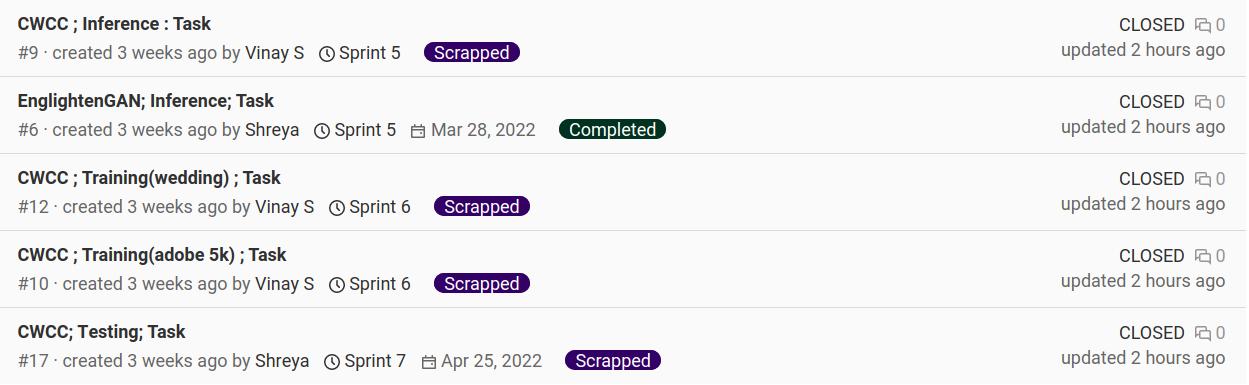 CWCC ; Inference : Task
CLOSED 0
#9 · created 3 weeks ago by Vinay S Sprint 5 Scrapped
updated 2 hours ago
EnglightenGAN; Inference; Task
CLOSED 0
#6 · created 3 weeks ago by Shreya Sprint 5 Mar 28, 2022 Completed
updated 2 hours ago
CWCC ; Training(wedding) ; Task
CLOSED 0
#12 · created 3 weeks ago by Vinay S Sprint 6 Scrapped
updated 2 hours ago
CWCC ; Training(adobe 5k) ; Task
CLOSED 0
#10 · created 3 weeks ago by Vinay S Sprint 6 Scrapped
updated 2 hours ago
CWCC; Testing; Task
CLOSED 0
#17 · created 3 weeks ago by Shreya Sprint 7 Apr 25, 2022 Scrapped
updated 2 hours ago